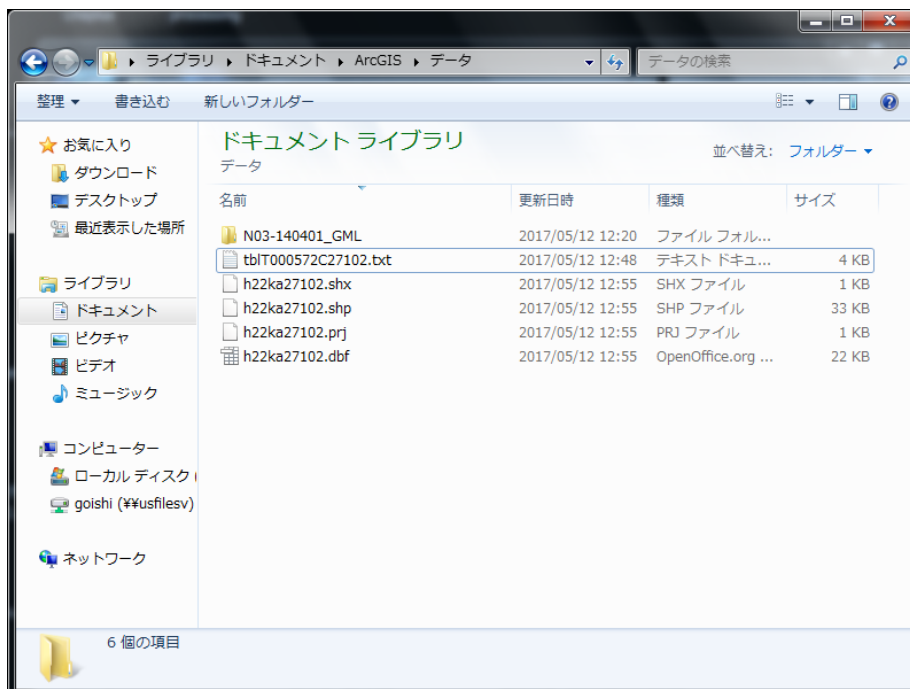 ライブラリ ▸ ドキュメント ▸ ArcGIS ▸ データ
データの検索
整理 書き込む 新しいフォルダー
お気に入り
ダウンロード
デスクトップ
最近表示した場所
ライブラリ
ドキュメント
ピクチャ
ビデオ
ミュージック
コンピューター
ローカル ディスク (
goishi (¥¥usfilesv)
ネットワーク
ドキュメント ライブラリ
データ
並べ替え: フォルダー
名前 更新日時 種類 サイズ
N03-140401_GML 2017/05/12 12:20 ファイル フォル...
tblT000572C27102.txt 2017/05/12 12:48 テキスト ドキュ... 4 KB
h22ka27102.shx 2017/05/12 12:55 SHX ファイル 1 KB
h22ka27102.shp 2017/05/12 12:55 SHP ファイル 33 KB
h22ka27102.prj 2017/05/12 12:55 PRJ ファイル 1 KB
h22ka27102.dbf 2017/05/12 12:55 OpenOffice.org ... 22 KB
6 個の項目